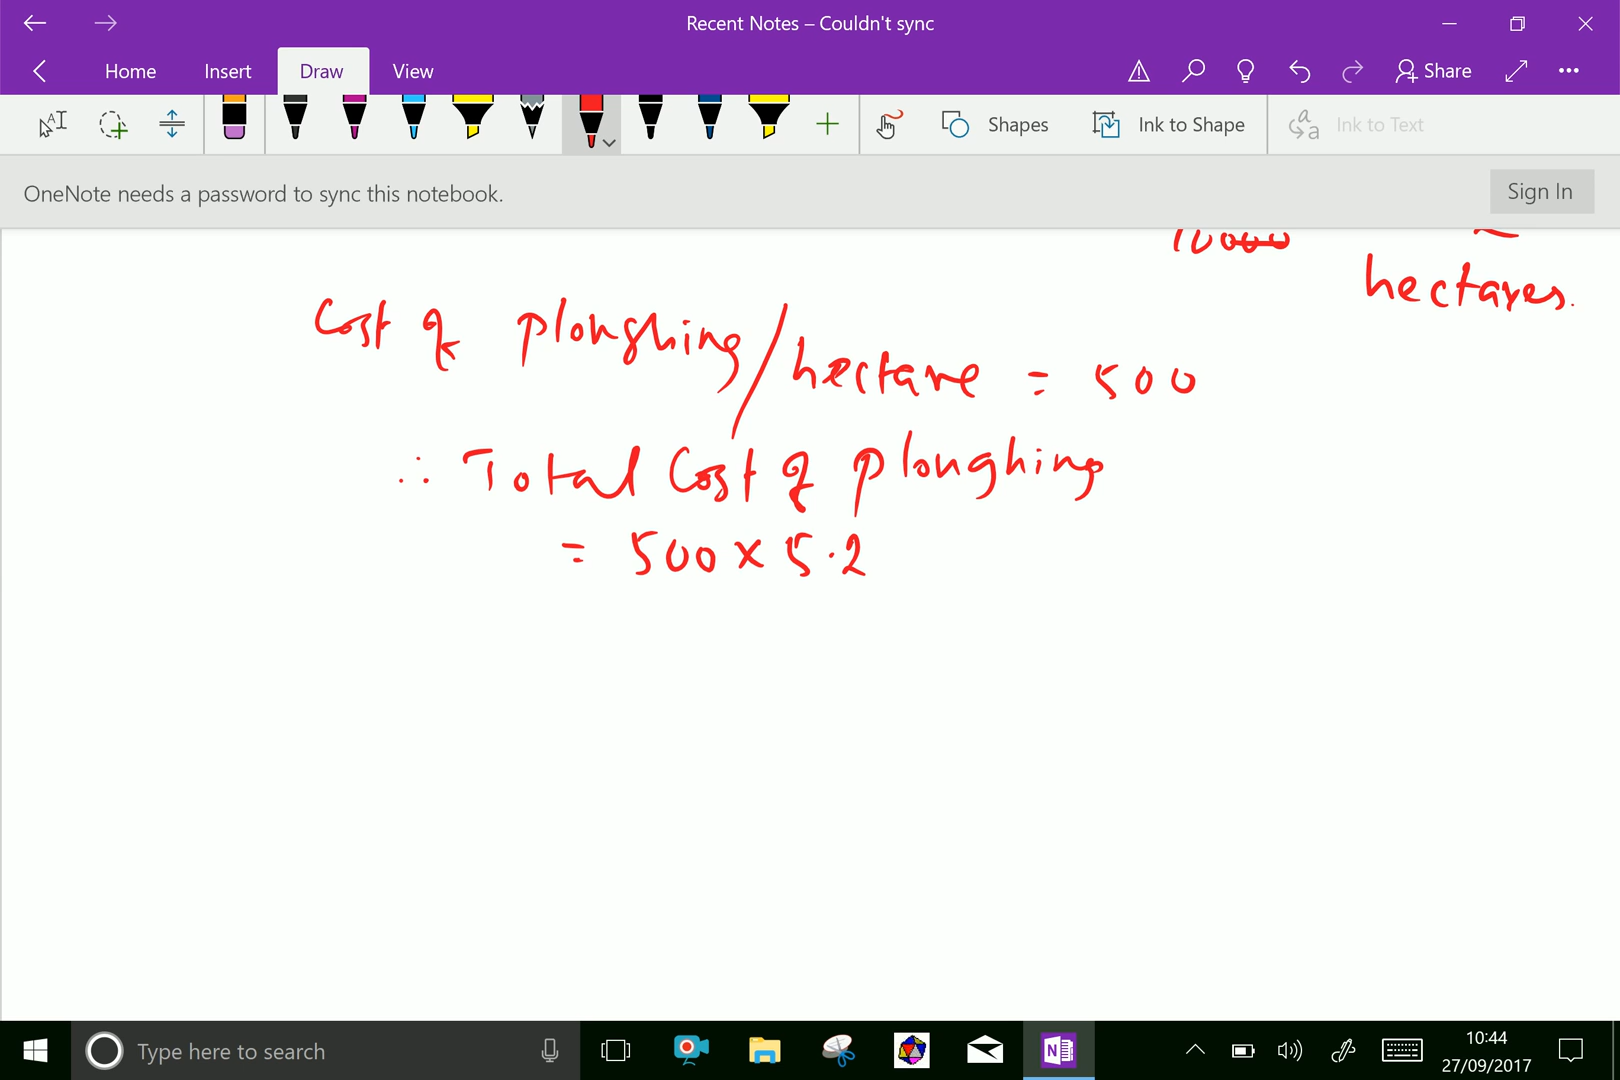 Recent Notes – Couldn't sync
Home Insert Draw View Share
Shapes Ink to Shape Ink to Text
OneNote needs a password to sync this notebook. Sign In
10000
hectares.
Cost of ploughing/hectare = 500
∴ Total Cost of ploughing
= 500 × 5.2
Type here to search
10:44
27/09/2017